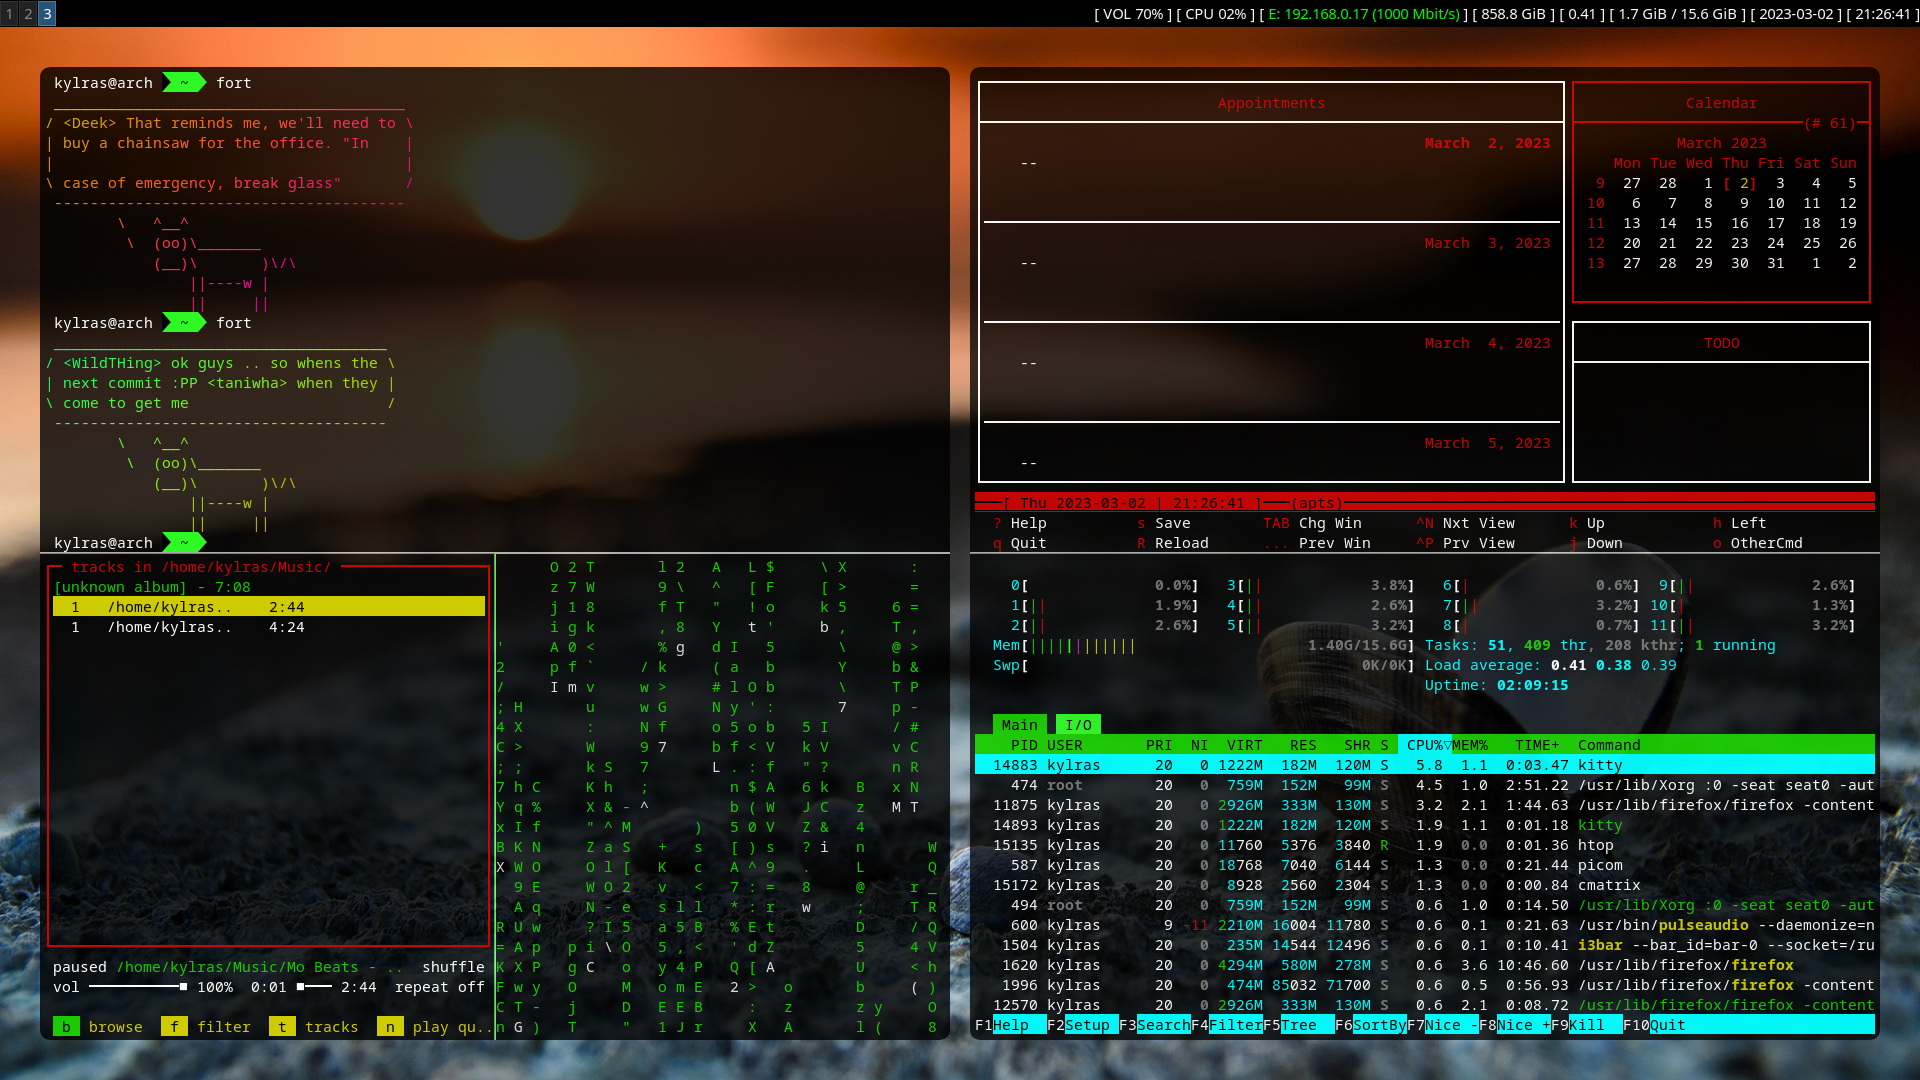 1 2 3
[ VOL 70% ] [ CPU 02% ] [ E: 192.168.0.17 (1000 Mbit/s) ] [ 858.8 GiB ] [ 0.41 ] [ 1.7 GiB / 15.6 GiB ] [ 2023-03-02 ] [ 21:26:41 ]
kylras@arch ~ fort
/ <Deek> That reminds me, we'll need to \
| buy a chainsaw for the office. "In |
| |
\ case of emergency, break glass" /
----------------------------------------
\ ^__^
\ (oo)\_______
(__)\ )\/\
||----w |
|| ||
kylras@arch ~ fort
/ <WildTHing> ok guys .. so whens the \
| next commit :PP <taniwha> when they |
\ come to get me /
-------------------------------------
\ ^__^
\ (oo)\_______
(__)\ )\/\
||----w |
|| ||
kylras@arch ~
tracks in /home/kylras/Music/
[unknown album] - 7:08
1 /home/kylras.. 2:44
1 /home/kylras.. 4:24
paused /home/kylras/Music/Mo Beats - .. shuffle
vol 100% 0:01 2:44 repeat off
b browse f filter t tracks n play qu..
Appointments
March 2, 2023
--
March 3, 2023
--
March 4, 2023
--
March 5, 2023
--
Calendar
(# 61)
March 2023
Mon Tue Wed Thu Fri Sat Sun
9 27 28 1 [ 2] 3 4 5
10 6 7 8 9 10 11 12
11 13 14 15 16 17 18 19
12 20 21 22 23 24 25 26
13 27 28 29 30 31 1 2
TODO
[ Thu 2023-03-02 | 21:26:41 ] (apts)
? Help s Save TAB Chg Win ^N Nxt View k Up h Left
q Quit R Reload ... Prev Win ^P Prv View j Down o OtherCmd
0[ 0.0%] 3[|| 3.8%] 6[| 0.6%] 9[|| 2.6%]
1[|| 1.9%] 4[|| 2.6%] 7[|| 3.2%] 10[| 1.3%]
2[|| 2.6%] 5[|| 3.2%] 8[| 0.7%] 11[|| 3.2%]
Mem[|||||||||||| 1.40G/15.6G] Tasks: 51, 409 thr, 208 kthr; 1 running
Swp[ 0K/0K] Load average: 0.41 0.38 0.39
Uptime: 02:09:15
Main I/O
PID USER PRI NI VIRT RES SHR S CPU%▽MEM% TIME+ Command
14883 kylras 20 0 1222M 182M 120M S 5.8 1.1 0:03.47 kitty
474 root 20 0 759M 152M 99M S 4.5 1.0 2:51.22 /usr/lib/Xorg :0 -seat seat0 -aut
11875 kylras 20 0 2926M 333M 130M S 3.2 2.1 1:44.63 /usr/lib/firefox/firefox -content
14893 kylras 20 0 1222M 182M 120M S 1.9 1.1 0:01.18 kitty
15135 kylras 20 0 11760 5376 3840 R 1.9 0.0 0:01.36 htop
587 kylras 20 0 18768 7040 6144 S 1.3 0.0 0:21.44 picom
15172 kylras 20 0 8928 2560 2304 S 1.3 0.0 0:00.84 cmatrix
494 root 20 0 759M 152M 99M S 0.6 1.0 0:14.50 /usr/lib/Xorg :0 -seat seat0 -aut
600 kylras 9 -11 2210M 16004 11780 S 0.6 0.1 0:21.63 /usr/bin/pulseaudio --daemonize=n
1504 kylras 20 0 235M 14544 12496 S 0.6 0.1 0:10.41 i3bar --bar_id=bar-0 --socket=/ru
1620 kylras 20 0 4294M 580M 278M S 0.6 3.6 10:46.60 /usr/lib/firefox/firefox
1996 kylras 20 0 474M 85032 71700 S 0.6 0.5 0:56.93 /usr/lib/firefox/firefox -content
12570 kylras 20 0 2926M 333M 130M S 0.6 2.1 0:08.72 /usr/lib/firefox/firefox -content
F1Help F2Setup F3SearchF4FilterF5Tree F6SortByF7Nice -F8Nice +F9Kill F10Quit